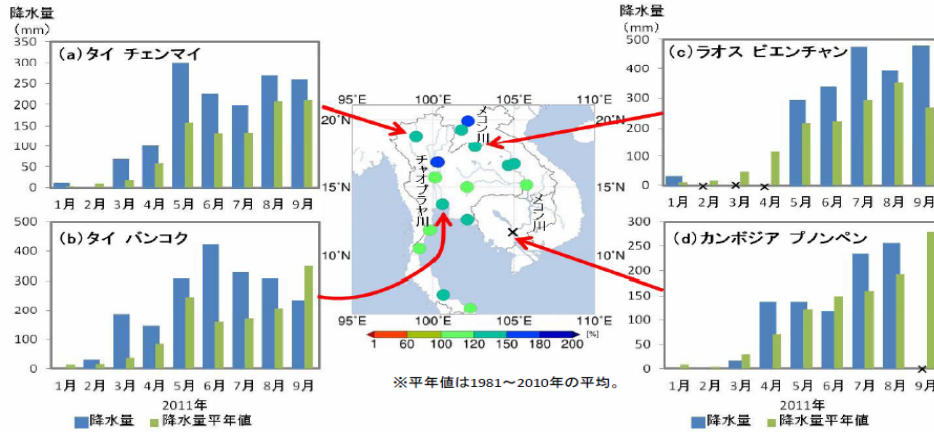 降水量
(mm)
(a)タイ チェンマイ
350
300
250
200
150
100
50
0
1月 2月 3月 4月 5月 6月 7月 8月 9月
(b)タイ バンコク
500
400
300
200
100
0
1月 2月 3月 4月 5月 6月 7月 8月 9月
2011年
降水量 降水量平年値
95°E 100°E 105°E 110°E
20°N 20°N
15°N 15°N
10°N 10°N
メコン川
チャオプラヤ川
メコン川
95°E 100°E 105°E 110°E
1 60 100 120 150 180 200 [%]
※平年値は1981～2010年の平均。
降水量
(mm)
(c)ラオス ビエンチャン
500
400
300
200
100
0
1月 2月 3月 4月 5月 6月 7月 8月 9月
(d)カンボジア プノンペン
300
250
200
150
100
50
0
1月 2月 3月 4月 5月 6月 7月 8月 9月
2011年
降水量 降水量平年値